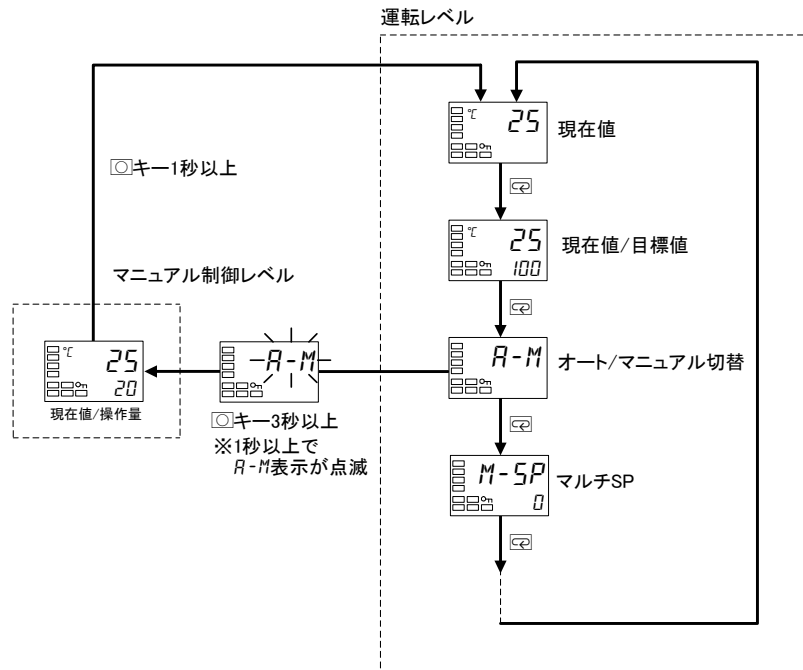 運転レベル
℃ 25
現在値
キー1秒以上
℃ 25
100
現在値/目標値
マニュアル制御レベル
℃ 25
20
現在値/操作量
A-M
キー3秒以上
※1秒以上で
A-M表示が点滅
A-M
オート/マニュアル切替
M-SP
0
マルチSP